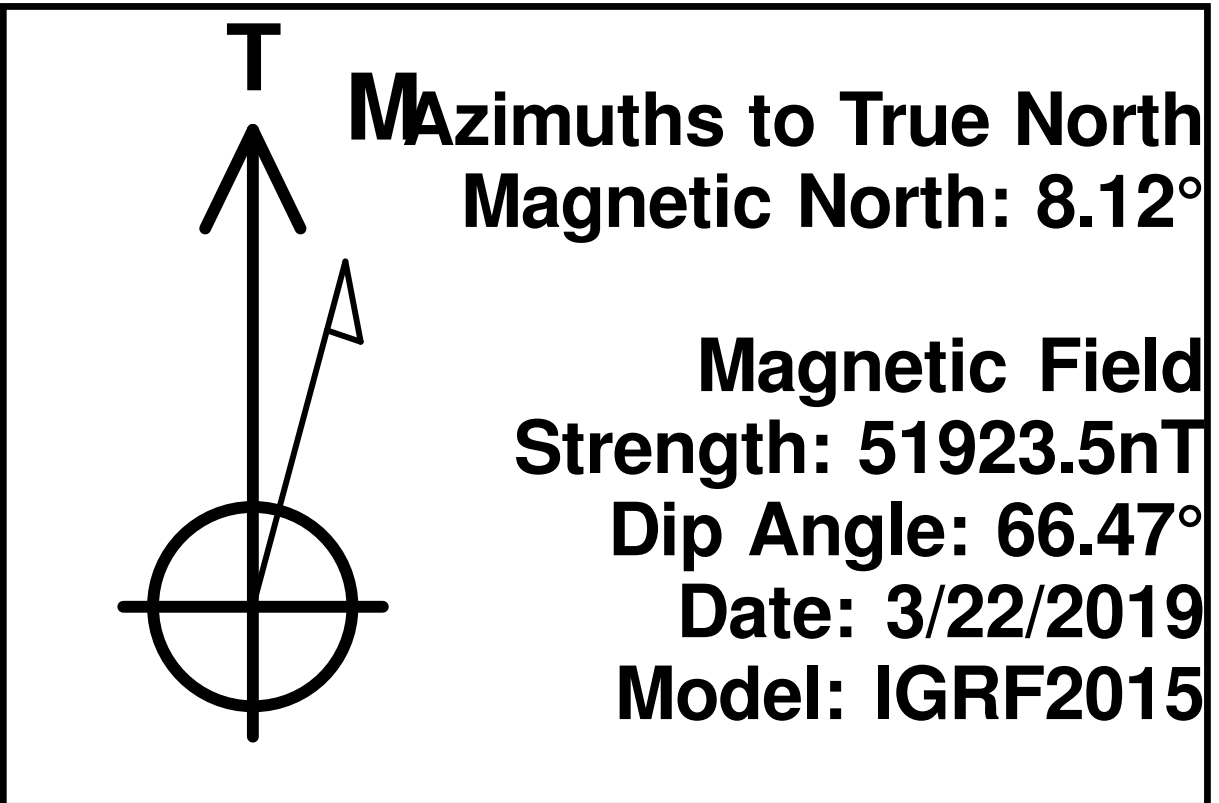 T
M
Azimuths to True North
Magnetic North: 8.12°
Magnetic Field
Strength: 51923.5nT
Dip Angle: 66.47°
Date: 3/22/2019
Model: IGRF2015